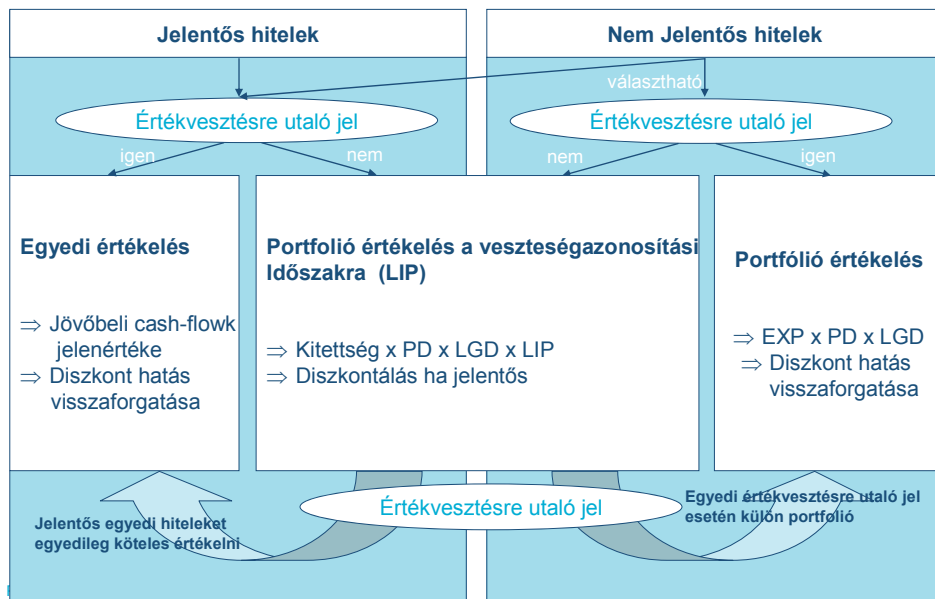 Jelentős hitelek
Nem Jelentős hitelek
választható
Értékvesztésre utaló jel
Értékvesztésre utaló jel
igen
nem
nem
igen
Egyedi értékelés
⇒ Jövőbeli cash-flowk
jelenértéke
⇒ Diszkont hatás
visszaforgatása
Portfolió értékelés a veszteségazonosítási
Időszakra (LIP)
⇒ Kitettség x PD x LGD x LIP
⇒ Diszkontálás ha jelentős
Portfólió értékelés
⇒ EXP x PD x LGD
⇒ Diszkont hatás
visszaforgatása
Értékvesztésre utaló jel
Jelentős egyedi hiteleket
egyedileg köteles értékelni
Egyedi értékvesztésre utaló jel
esetén külön portfolió